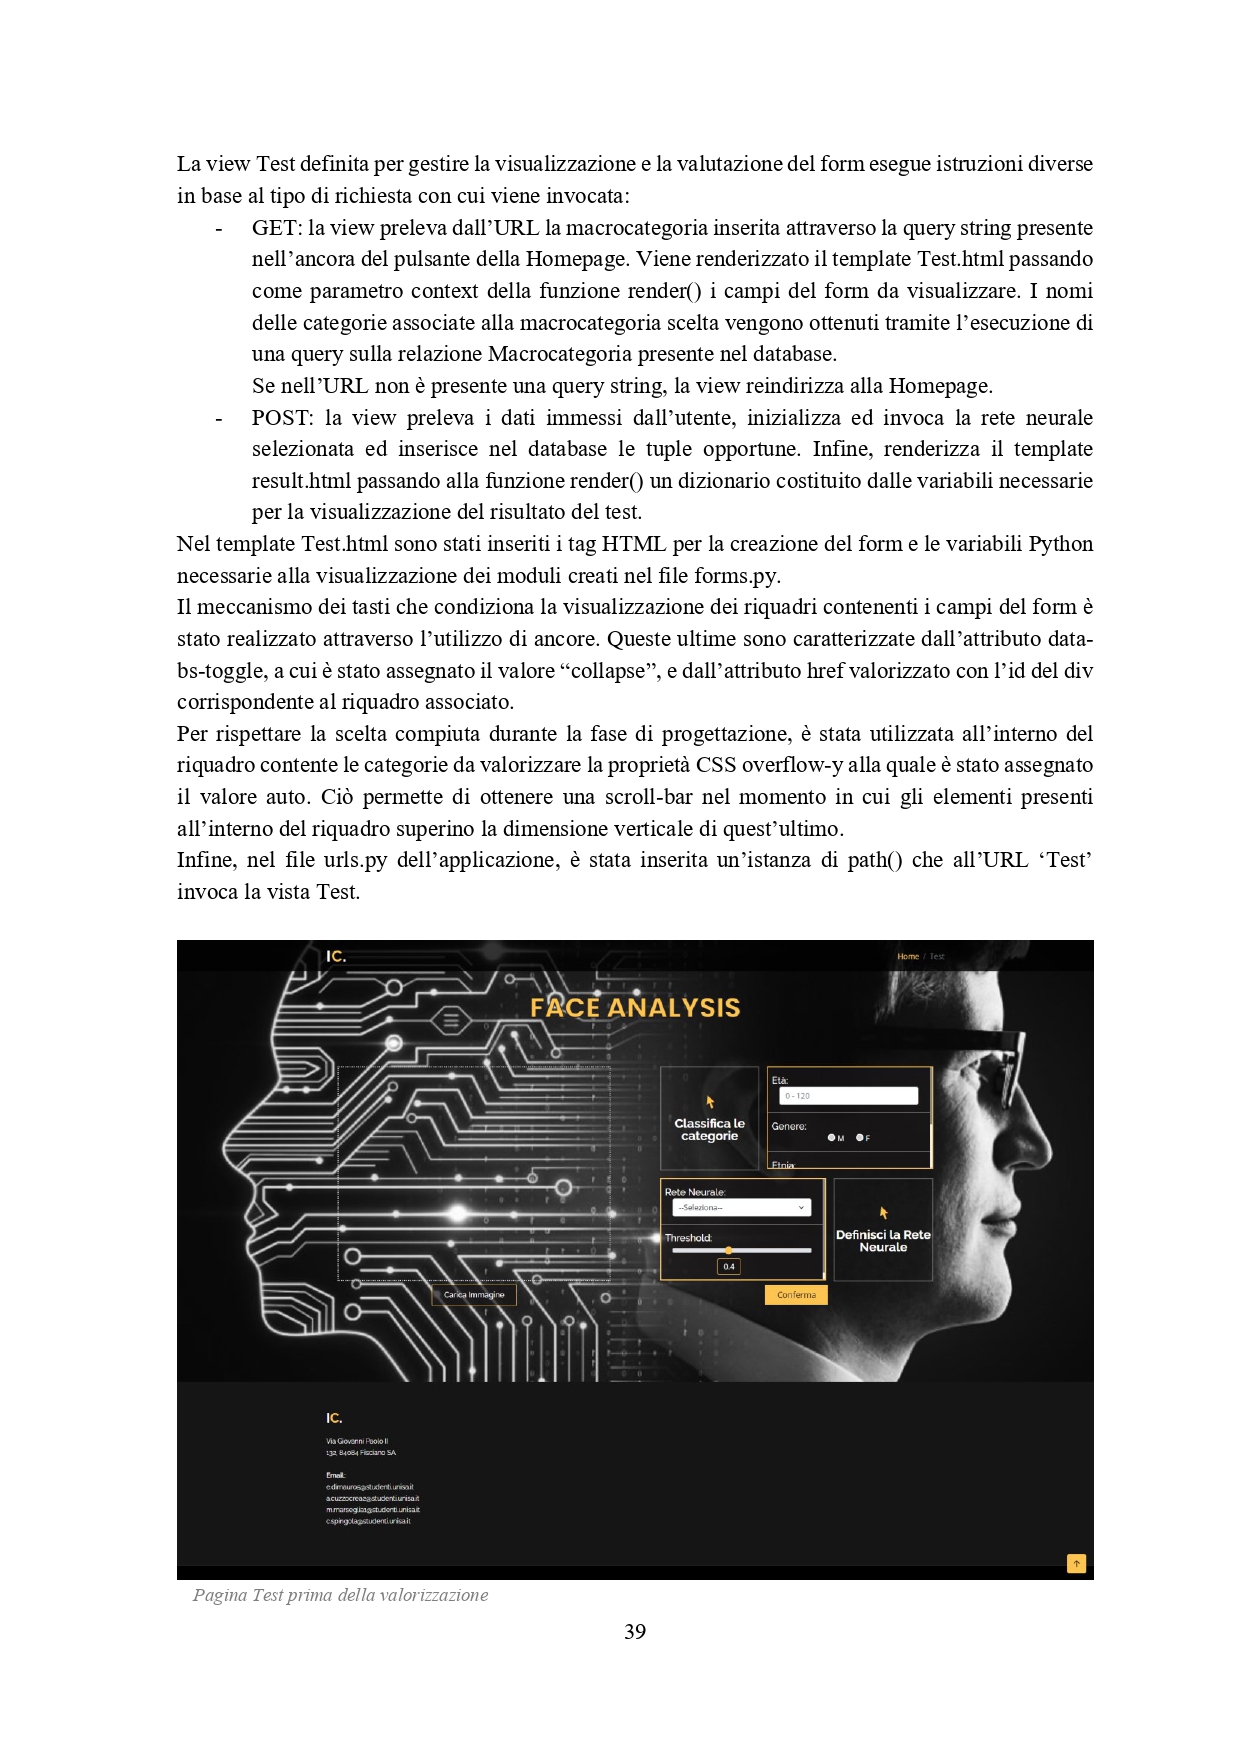 La view Test definita per gestire la visualizzazione e la valutazione del form esegue istruzioni diverse
in base al tipo di richiesta con cui viene invocata:
- GET: la view preleva dall’URL la macrocategoria inserita attraverso la query string presente
nell’ancora del pulsante della Homepage. Viene renderizzato il template Test.html passando
come parametro context della funzione render() i campi del form da visualizzare. I nomi
delle categorie associate alla macrocategoria scelta vengono ottenuti tramite l’esecuzione di
una query sulla relazione Macrocategoria presente nel database.
Se nell’URL non è presente una query string, la view reindirizza alla Homepage.
- POST: la view preleva i dati immessi dall’utente, inizializza ed invoca la rete neurale
selezionata ed inserisce nel database le tuple opportune. Infine, renderizza il template
result.html passando alla funzione render() un dizionario costituito dalle variabili necessarie
per la visualizzazione del risultato del test.
Nel template Test.html sono stati inseriti i tag HTML per la creazione del form e le variabili Python
necessarie alla visualizzazione dei moduli creati nel file forms.py.
Il meccanismo dei tasti che condiziona la visualizzazione dei riquadri contenenti i campi del form è
stato realizzato attraverso l’utilizzo di ancore. Queste ultime sono caratterizzate dall’attributo data-
bs-toggle, a cui è stato assegnato il valore “collapse”, e dall’attributo href valorizzato con l’id del div
corrispondente al riquadro associato.
Per rispettare la scelta compiuta durante la fase di progettazione, è stata utilizzata all’interno del
riquadro contente le categorie da valorizzare la proprietà CSS overflow-y alla quale è stato assegnato
il valore auto. Ciò permette di ottenere una scroll-bar nel momento in cui gli elementi presenti
all’interno del riquadro superino la dimensione verticale di quest’ultimo.
Infine, nel file urls.py dell’applicazione, è stata inserita un’istanza di path() che all’URL ‘Test’
invoca la vista Test.
IC.
Home / Test
FACE ANALYSIS
Classifica le
categorie
Età:
0 - 120
Genere:
M F
Etnia:
Rete Neurale:
--Seleziona--
Threshold:
0.4
Definisci la Rete
Neurale
Carica Immagine
Conferma
IC.
Via Giovanni Paolo II
132, 84084 Fisciano SA
Email:
Pagina Test prima della valorizzazione
39